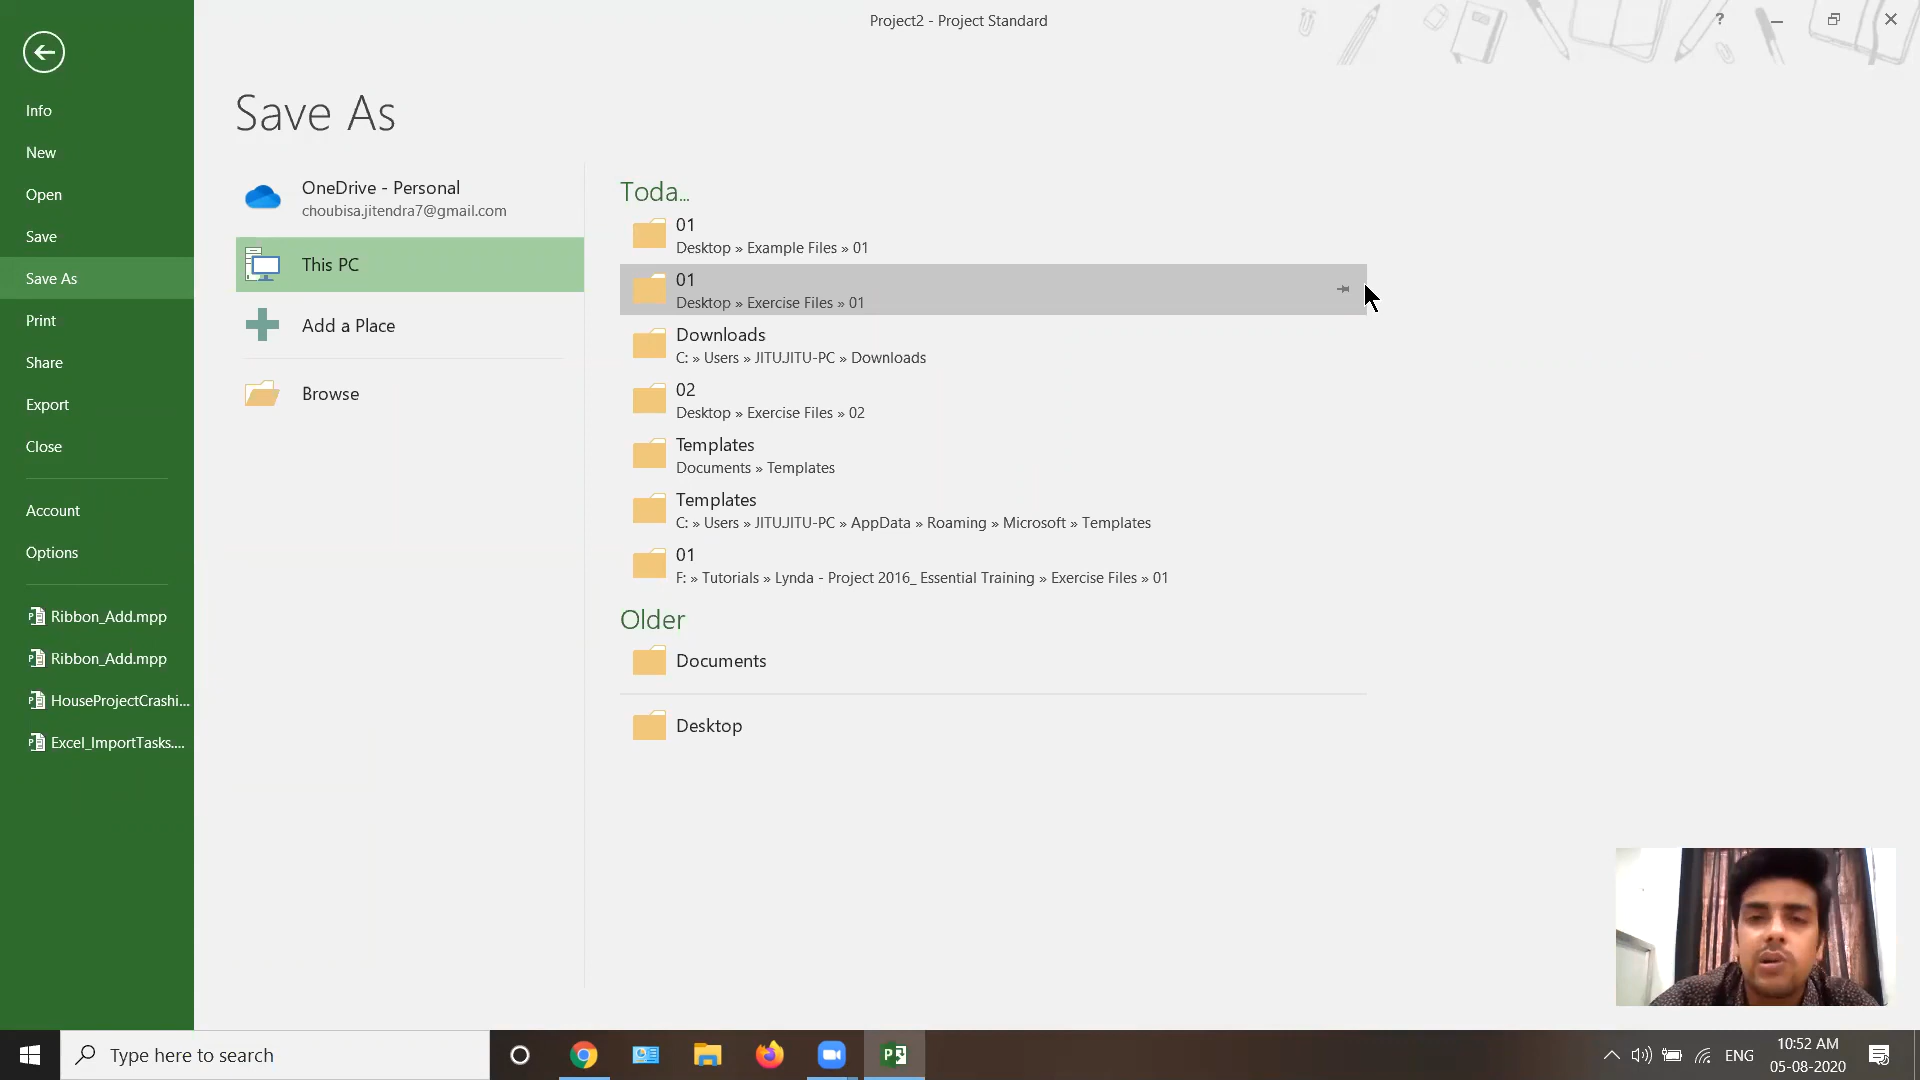 Project2 - Project Standard
?
Info
New
Open
Save
Save As
Print
Share
Export
Close
Account
Options
Ribbon_Add.mpp
Ribbon_Add.mpp
HouseProjectCrashi...
Excel_ImportTasks....
Save As
OneDrive - Personal
choubisa.jitendra7@gmail.com
This PC
Add a Place
Browse
Toda...
01
Desktop » Example Files » 01
01
Desktop » Exercise Files » 01
Downloads
C: » Users » JITU.JITU-PC » Downloads
02
Desktop » Exercise Files » 02
Templates
Documents » Templates
Templates
C: » Users » JITU.JITU-PC » AppData » Roaming » Microsoft » Templates
01
F: » Tutorials » Lynda - Project 2016_ Essential Training » Exercise Files » 01
Older
Documents
Desktop
Type here to search
ENG
10:52 AM
05-08-2020